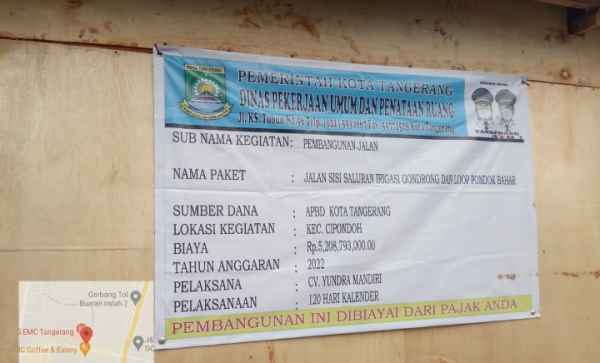 PEMERINTAH KOTA TANGERANG
DINAS PEKERJAAN UMUM DAN PENATAAN RUANG
SUB NAMA KEGIATAN : PEMBANGUNAN JALAN
NAMA PAKET : JALAN SISI SALURAN IRIGASI GONDRONG DAN LOOP PONDOK BAHAR
SUMBER DANA : APBD KOTA TANGERANG
LOKASI KEGIATAN : KEC. CIPONDOH
BIAYA : Rp.5,208,793,000.00
TAHUN ANGGARAN : 2022
PELAKSANA : CV. YUNDRA MANDIRI
PELAKSANAAN : 120 HARI KALENDER
PEMBANGUNAN INI DIBIAYAI DARI PAJAK ANDA
Gerbang Tol
Buaran Indah 2
EMC Tangerang
Coffee & Eatery